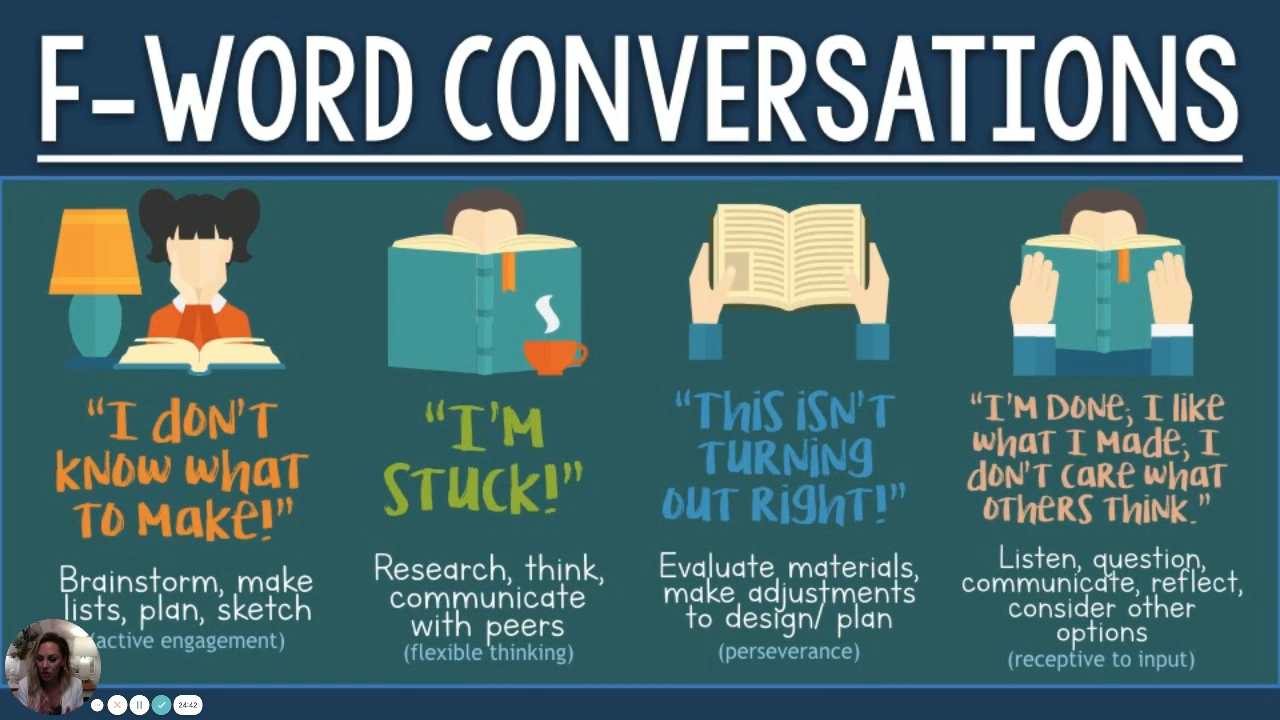 F-WORD CONVERSATIONS
“I DON'T
KNOW WHAT
TO MAKE!”
Brainstorm, make
lists, plan, sketch
(active engagement)
“I'M
STUCK!”
Research, think,
communicate
with peers
(flexible thinking)
“THIS ISN'T
TURNING
OUT RIGHT!”
Evaluate materials,
make adjustments
to design/ plan
(perseverance)
“I'M DONE; I LIKE
WHAT I MADE; I
DON'T CARE WHAT
OTHERS THINK.”
Listen, question,
communicate, reflect,
consider other
options
(receptive to input)
24:42